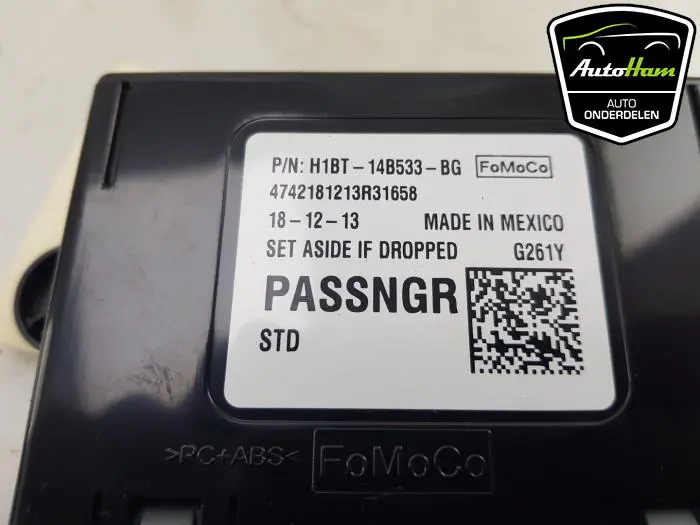 AutoHam
AUTO
ONDERDELEN
P/N: H1BT-14B533-BG FoMoCo
4742181213R31658
18-12-13 MADE IN MEXICO
SET ASIDE IF DROPPED G261Y
PASSNGR
STD
>PC+ABS< FoMoCo